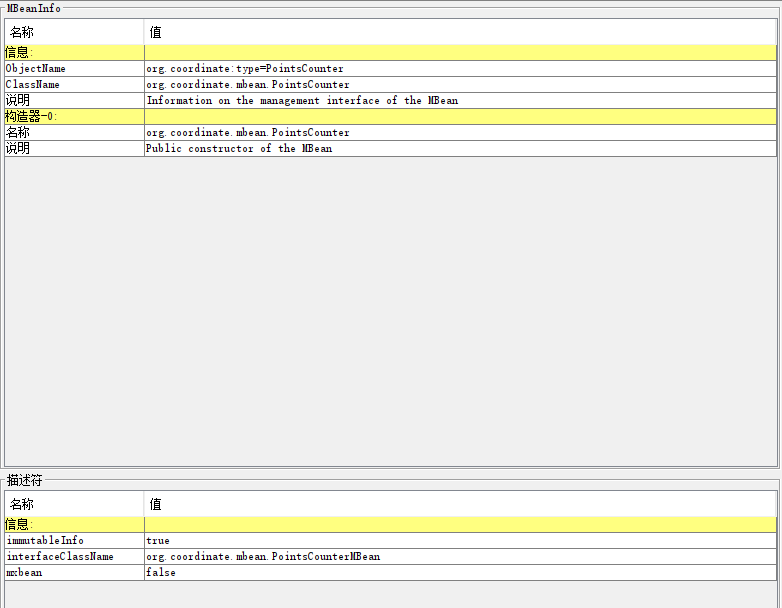 MBeanInfo
名称 值
信息:
ObjectName org.coordinate:type=PointsCounter
ClassName org.coordinate.mbean.PointsCounter
说明 Information on the management interface of the MBean
构造器-0:
名称 org.coordinate.mbean.PointsCounter
说明 Public constructor of the MBean
描述符
名称 值
信息:
immutableInfo true
interfaceClassName org.coordinate.mbean.PointsCounterMBean
mxbean false